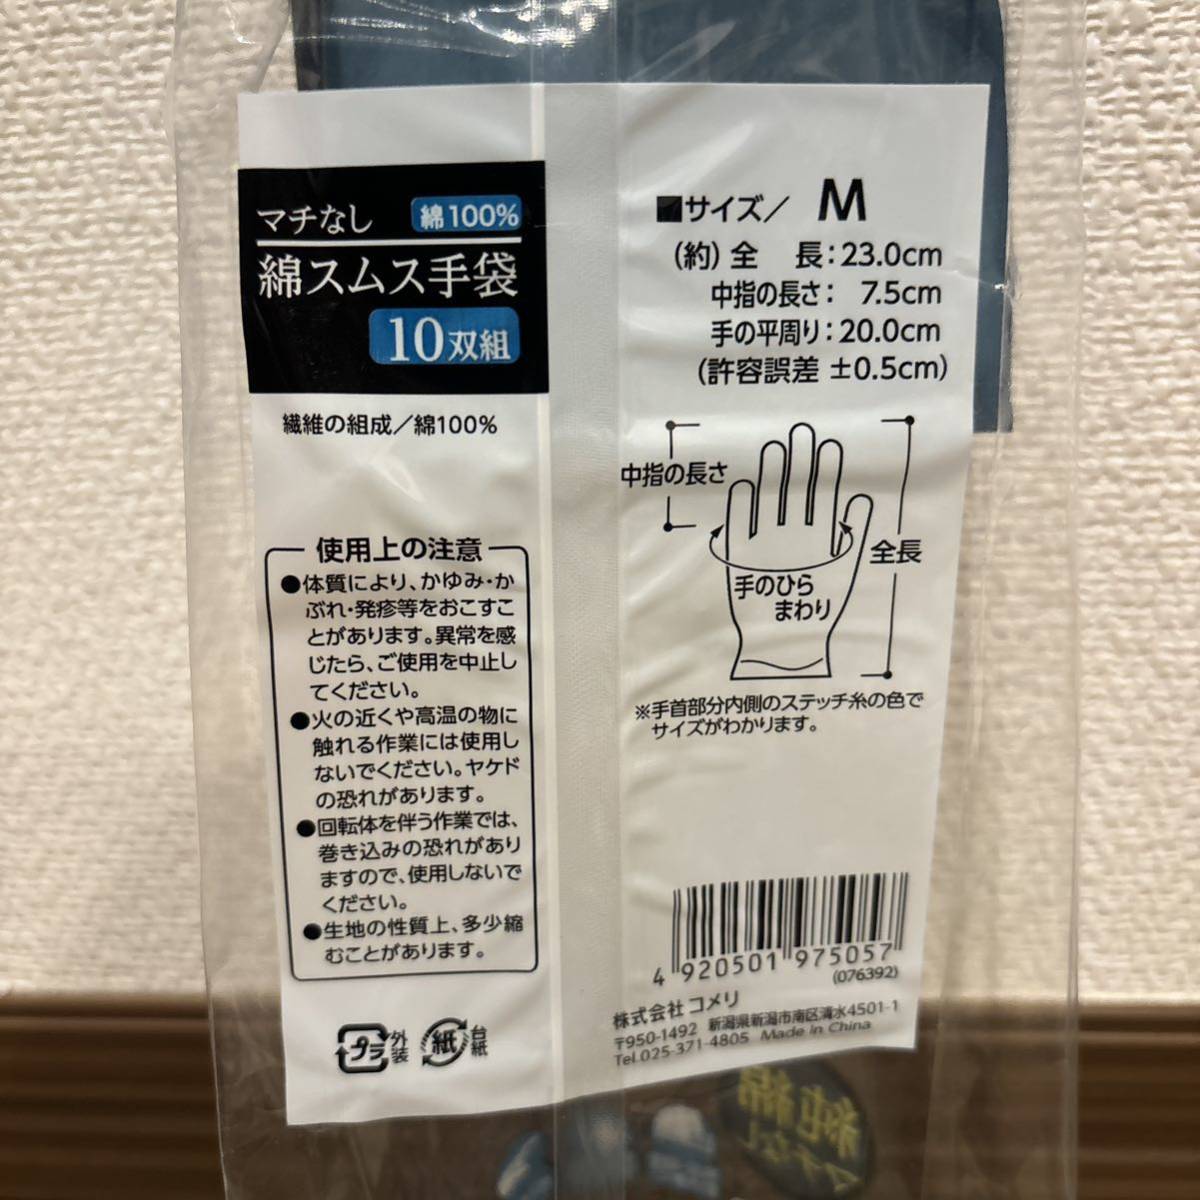 マチなし 綿100%
綿スムス手袋
10双組
繊維の組成／綿100%
使用上の注意
●体質により、かゆみ・か
ぶれ・発疹等をおこすこ
とがあります。異常を感
じたら、ご使用を中止し
てください。
●火の近くや高温の物に
触れる作業には使用し
ないでください。ヤケド
の恐れがあります。
●回転体を伴う作業では、
巻き込みの恐れがあり
ますので、使用しないで
ください。
●生地の性質上、多少縮
むことがあります。
プラ 外装
紙 台紙
■サイズ／ M
(約) 全 長：23.0cm
中指の長さ： 7.5cm
手の平周り：20.0cm
(許容誤差 ±0.5cm)
中指の長さ
全長
手のひら
まわり
※手首部分内側のステッチ糸の色で
サイズがわかります。
4 920501 975057
(076392)
株式会社 コメリ
〒950-1492 新潟県新潟市南区清水4501-1
Tel.025-371-4805 Made in China